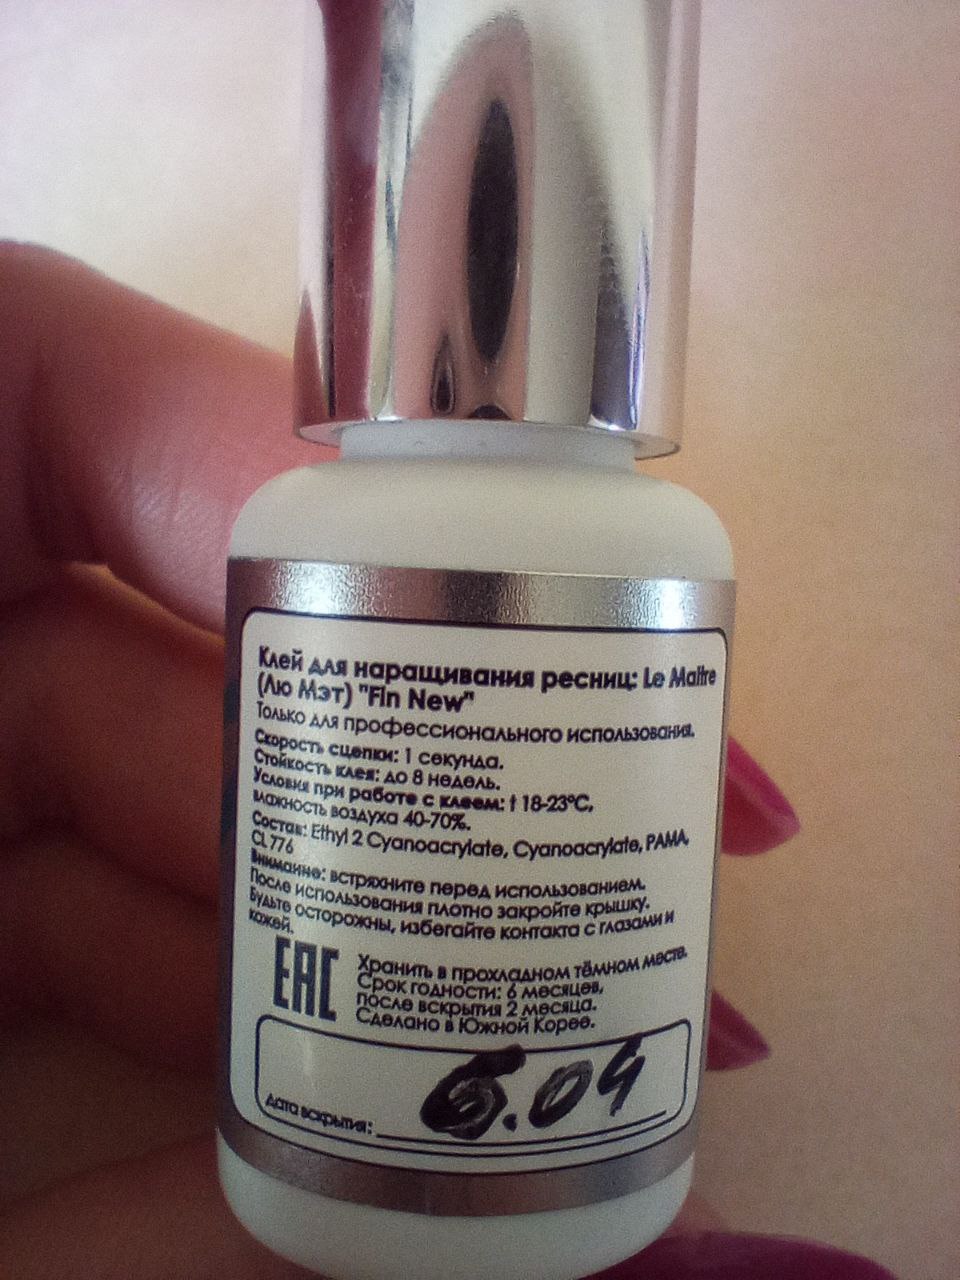 Клей для наращивания ресниц: Le Maitre
(Лю Мэт) "Fin New"
Только для профессионального использования.
Скорость сцепки: 1 секунда.
Стойкость клея: до 8 недель.
Условия при работе с клеем: t 18-23°C,
влажность воздуха 40-70%.
Состав: Ethyl 2 Cyanoacrylate, Cyanoacrylate, PAMA,
CL 776
Внимание: встряхните перед использованием.
После использования плотно закройте крышку.
Будьте осторожны, избегайте контакта с глазами и
кожей.
EAC
Хранить в прохладном тёмном месте.
Срок годности: 6 месяцев,
после вскрытия 2 месяца.
Сделано в Южной Корее.
дата вскрытия: 6.04